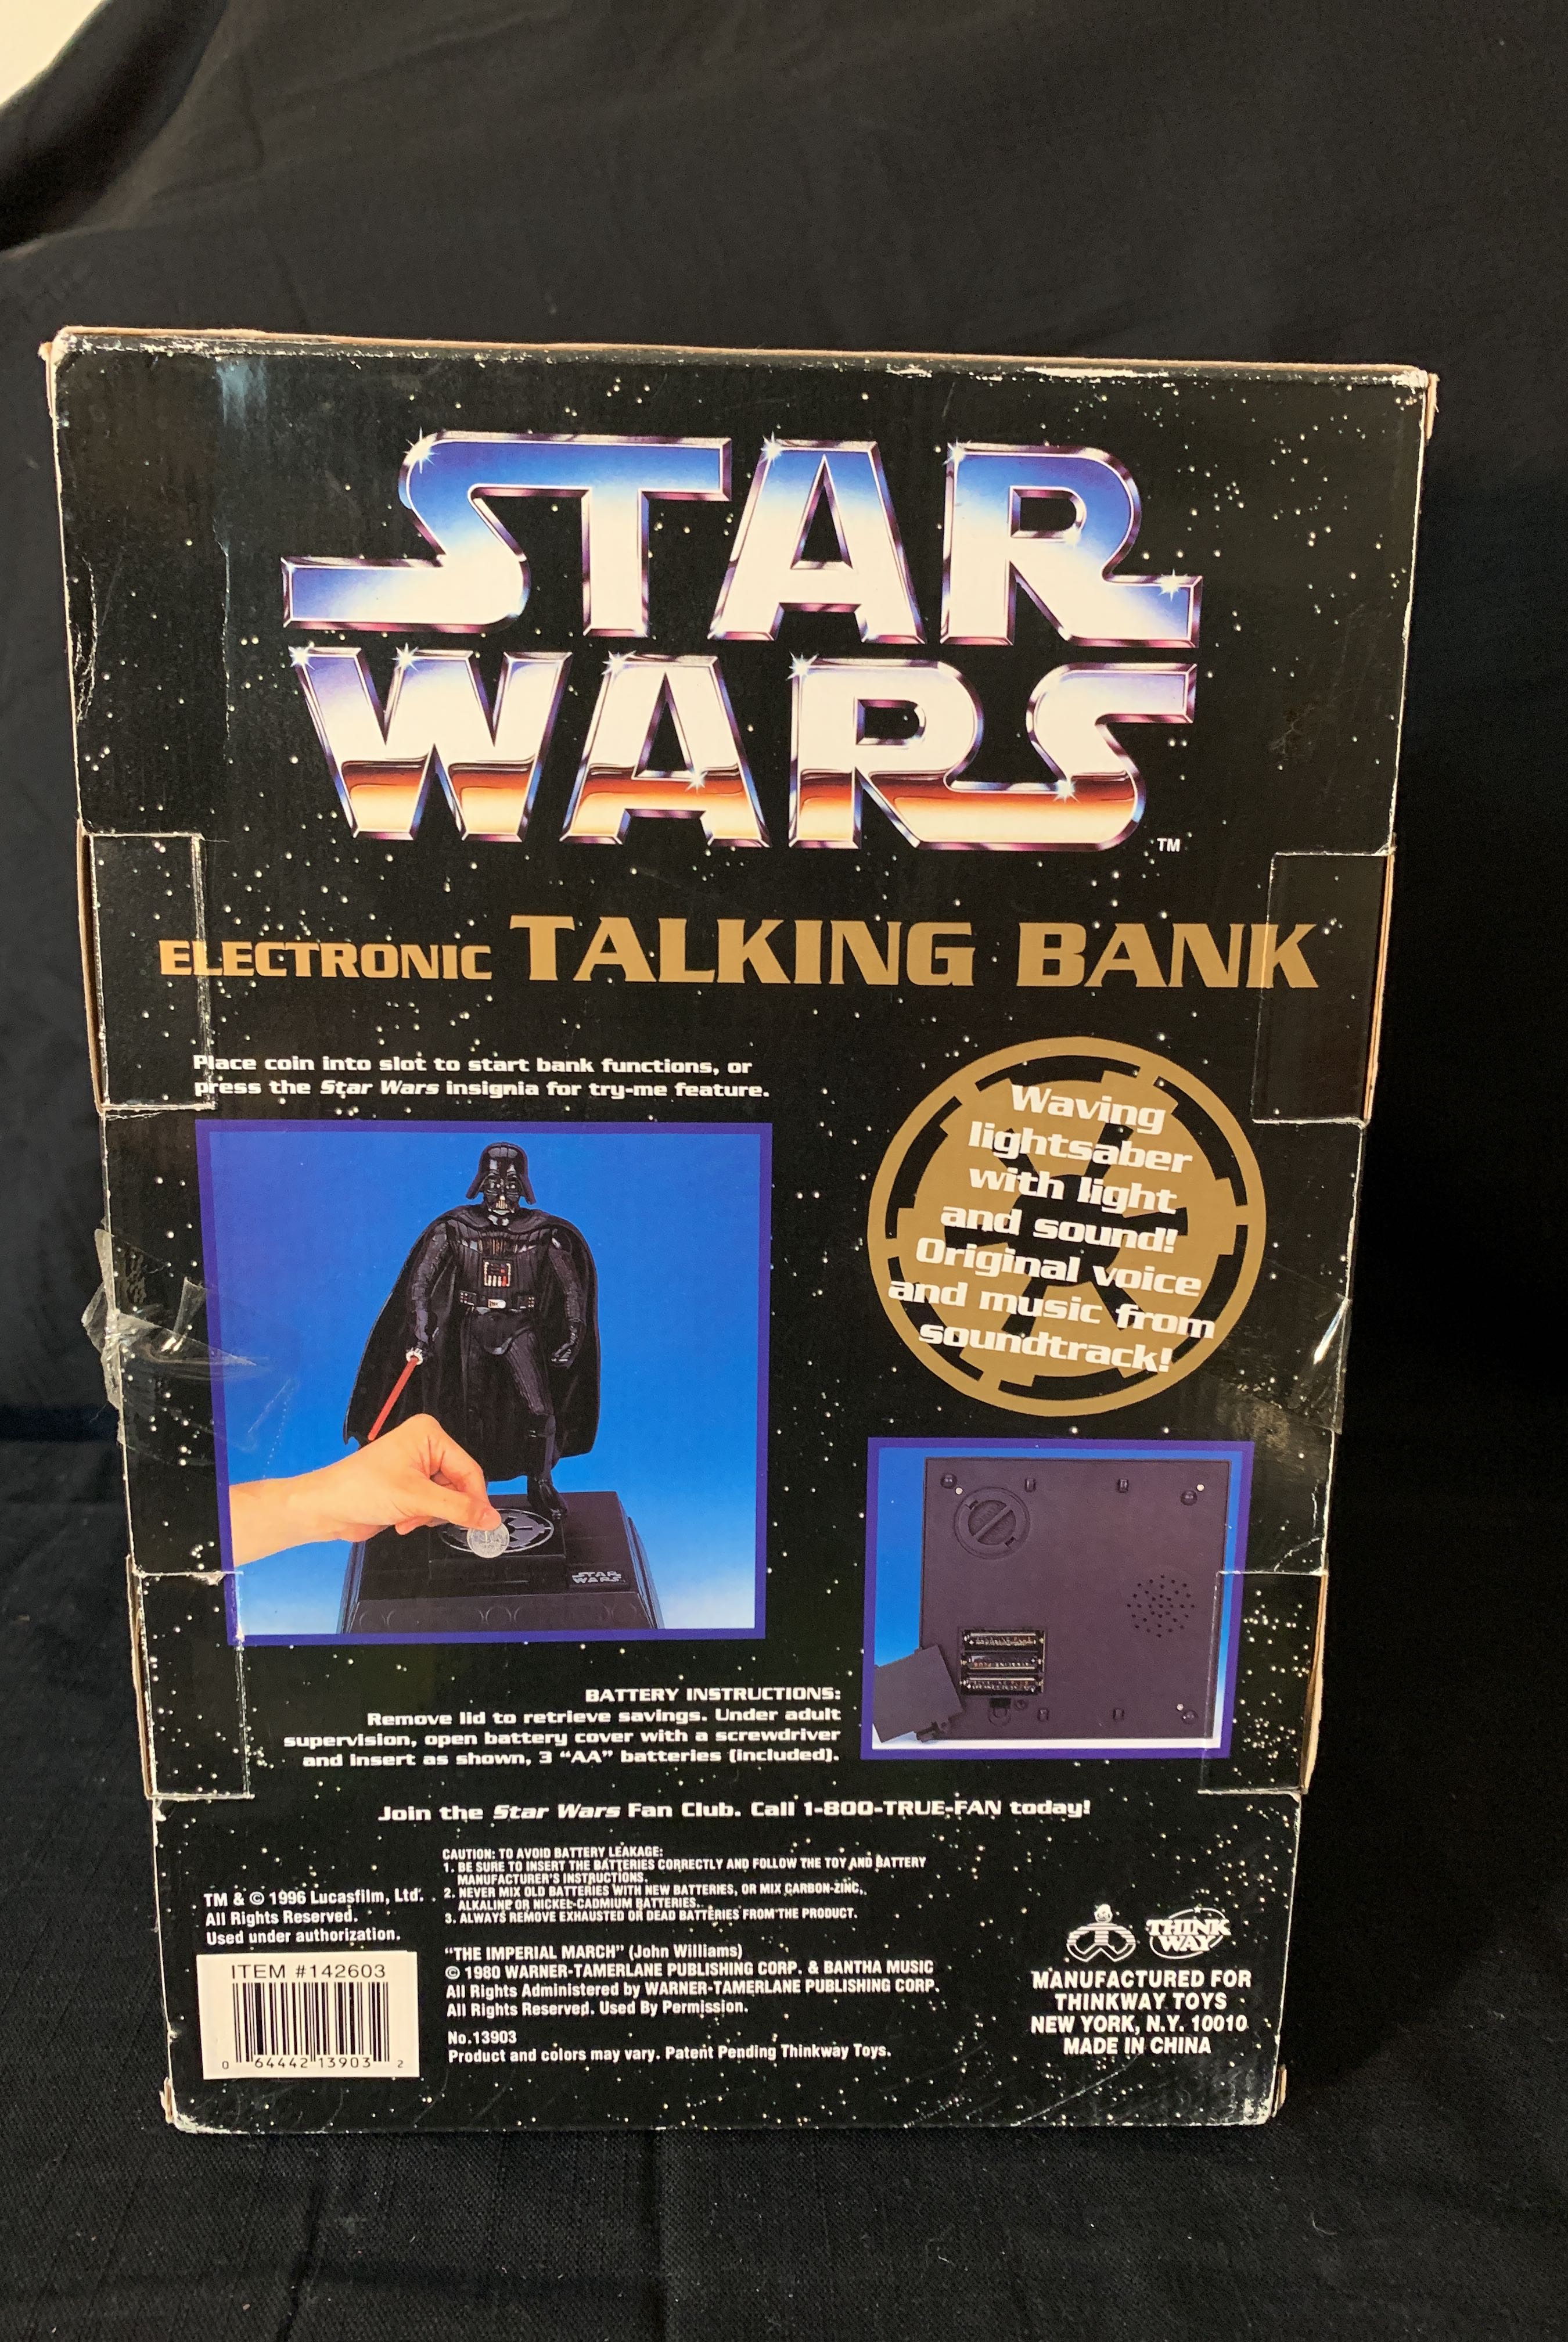 STAR
WARS
TM
ELECTRONIC TALKING BANK
Place coin into slot to start bank functions, or
press the Star Wars insignia for try-me feature.
Waving
lightsaber
with light
and sound!
Original voice
and music from
soundtrack!
STAR
WARS
BATTERY INSTRUCTIONS:
Remove lid to retrieve savings. Under adult
supervision, open battery cover with a screwdriver
and insert as shown, 3 “AA” batteries (included).
Join the Star Wars Fan Club. Call 1-800-TRUE-FAN today!
CAUTION: TO AVOID BATTERY LEAKAGE:
1. BE SURE TO INSERT THE BATTERIES CORRECTLY AND FOLLOW THE TOY AND BATTERY
MANUFACTURER'S INSTRUCTIONS.
2. NEVER MIX OLD BATTERIES WITH NEW BATTERIES, OR MIX CARBON-ZINC,
ALKALINE OR NICKEL-CADMIUM BATTERIES.
3. ALWAYS REMOVE EXHAUSTED OR DEAD BATTERIES FROM THE PRODUCT.
TM & © 1996 Lucasfilm, Ltd.
All Rights Reserved.
Used under authorization.
ITEM #142603
0 64442 13903 2
“THE IMPERIAL MARCH” (John Williams)
© 1980 WARNER-TAMERLANE PUBLISHING CORP. & BANTHA MUSIC
All Rights Administered by WARNER-TAMERLANE PUBLISHING CORP.
All Rights Reserved. Used By Permission.
No.13903
Product and colors may vary. Patent Pending Thinkway Toys.
THINK
WAY
MANUFACTURED FOR
THINKWAY TOYS
NEW YORK, N.Y. 10010
MADE IN CHINA